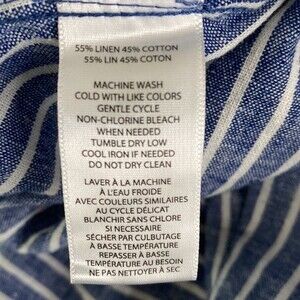 55% LINEN 45% COTTON
55% LIN 45% COTON
MACHINE WASH
COLD WITH LIKE COLORS
GENTLE CYCLE
NON-CHLORINE BLEACH
WHEN NEEDED
TUMBLE DRY LOW
COOL IRON IF NEEDED
DO NOT DRY CLEAN
LAVER À LA MACHINE
À L'EAU FROIDE
AVEC COULEURS SIMILAIRES
AU CYCLE DÉLICAT
BLANCHIR SANS CHLORE
SI NECESSAIRE
SÉCHER PAR CULBUTAGE
À BASSE TEMPÉRATURE
REPASSER À BASSE
TEMPÉRATURE AU BESOIN
NE PAS NETTOYER À SEC